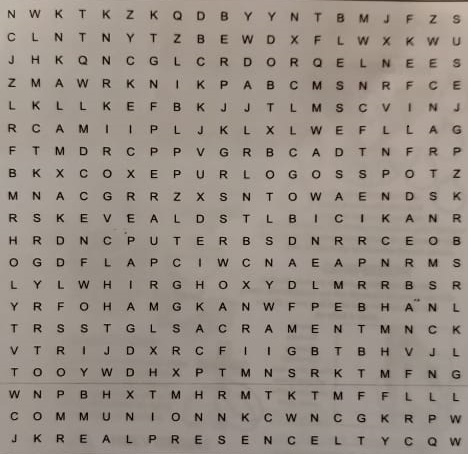 N W K T K Z K Q D B Y Y N T B M J F Z S
C L N T N Y T Z B E W D X F L W X K W U
J H K Q N C G L C R D O R Q E L N E E S
Z M A W R K N I K P A B C M S N R F C E
L K L L K E F B K J J T L M S C V I N J
R C A M I I P L J K L X L W E F L L A G
F T M D R C P P V G R B C A D T N F R P
B K X C O X E P U R L O G O S S P O T Z
M N A C G R R Z X S N T O W A E N D S K
R S K E V E A L D S T L B I C I K A N R
H R D N C P U T E R B S D N R R C E O B
O G D F L A P C I W C N A E A P N R M S
L Y L W H I R G H O X Y D L M R R B S R
Y R F O H A M G K A N W F P E B H A N L
T R S S T G L S A C R A M E N T M N C K
V T R I J D X R C F I I G B T B H V J L
T O O Y W D H X P T M N S R K T M F N G
W N P B H X T M H R M T K T M F F L L L
C O M M U N I O N N K C W N C G K R P W
J K R E A L P R E S E N C E L T Y C Q W